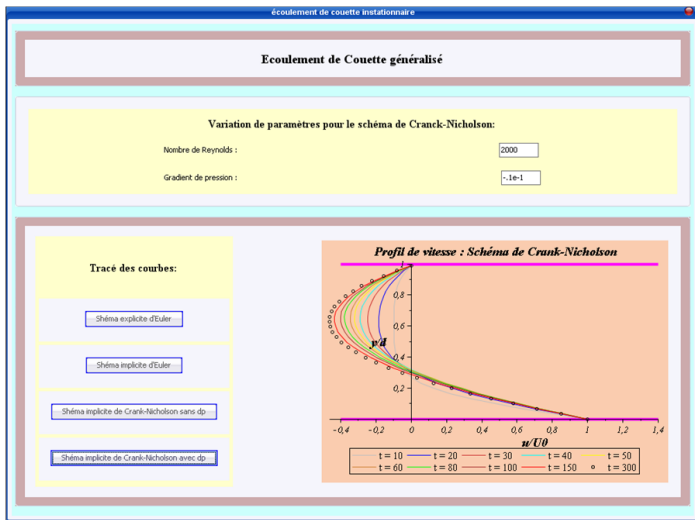 écoulement de couette instationnaire
Ecoulement de Couette généralisé
Variation de paramètres pour le schéma de Cranck-Nicholson:
Nombre de Reynolds :
2000
Gradient de pression :
-.1e-1
Tracé des courbes:
Shéma explicite d'Euler
Shéma implicite d'Euler
Shéma implicite de Crank-Nicholson sans dp
Shéma implicite de Crank-Nicholson avec dp
Profil de vitesse : Schéma de Crank-Nicholson
1
0,8
0,6
y/d
0,4
0,2
-0,4 -0,2 0 0,2 0,4 0,6 0,8 1 1,2 1,4
u/U0
t = 10 t = 20 t = 30 t = 40 t = 50
t = 60 t = 80 t = 100 t = 150 t = 300